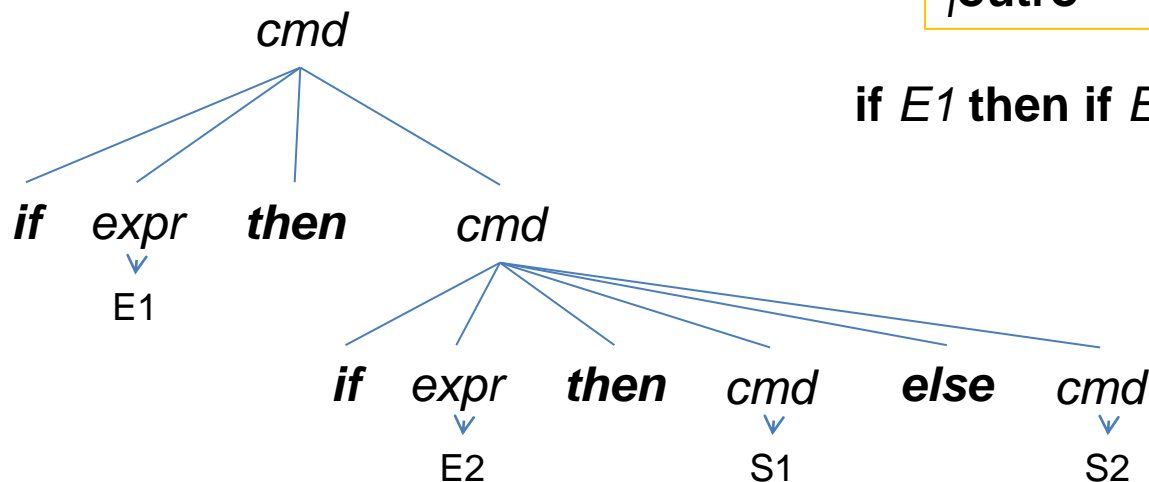 cmd
if E1 then if
if expr then cmd
E1
if expr then cmd else cmd
E2 S1 S2